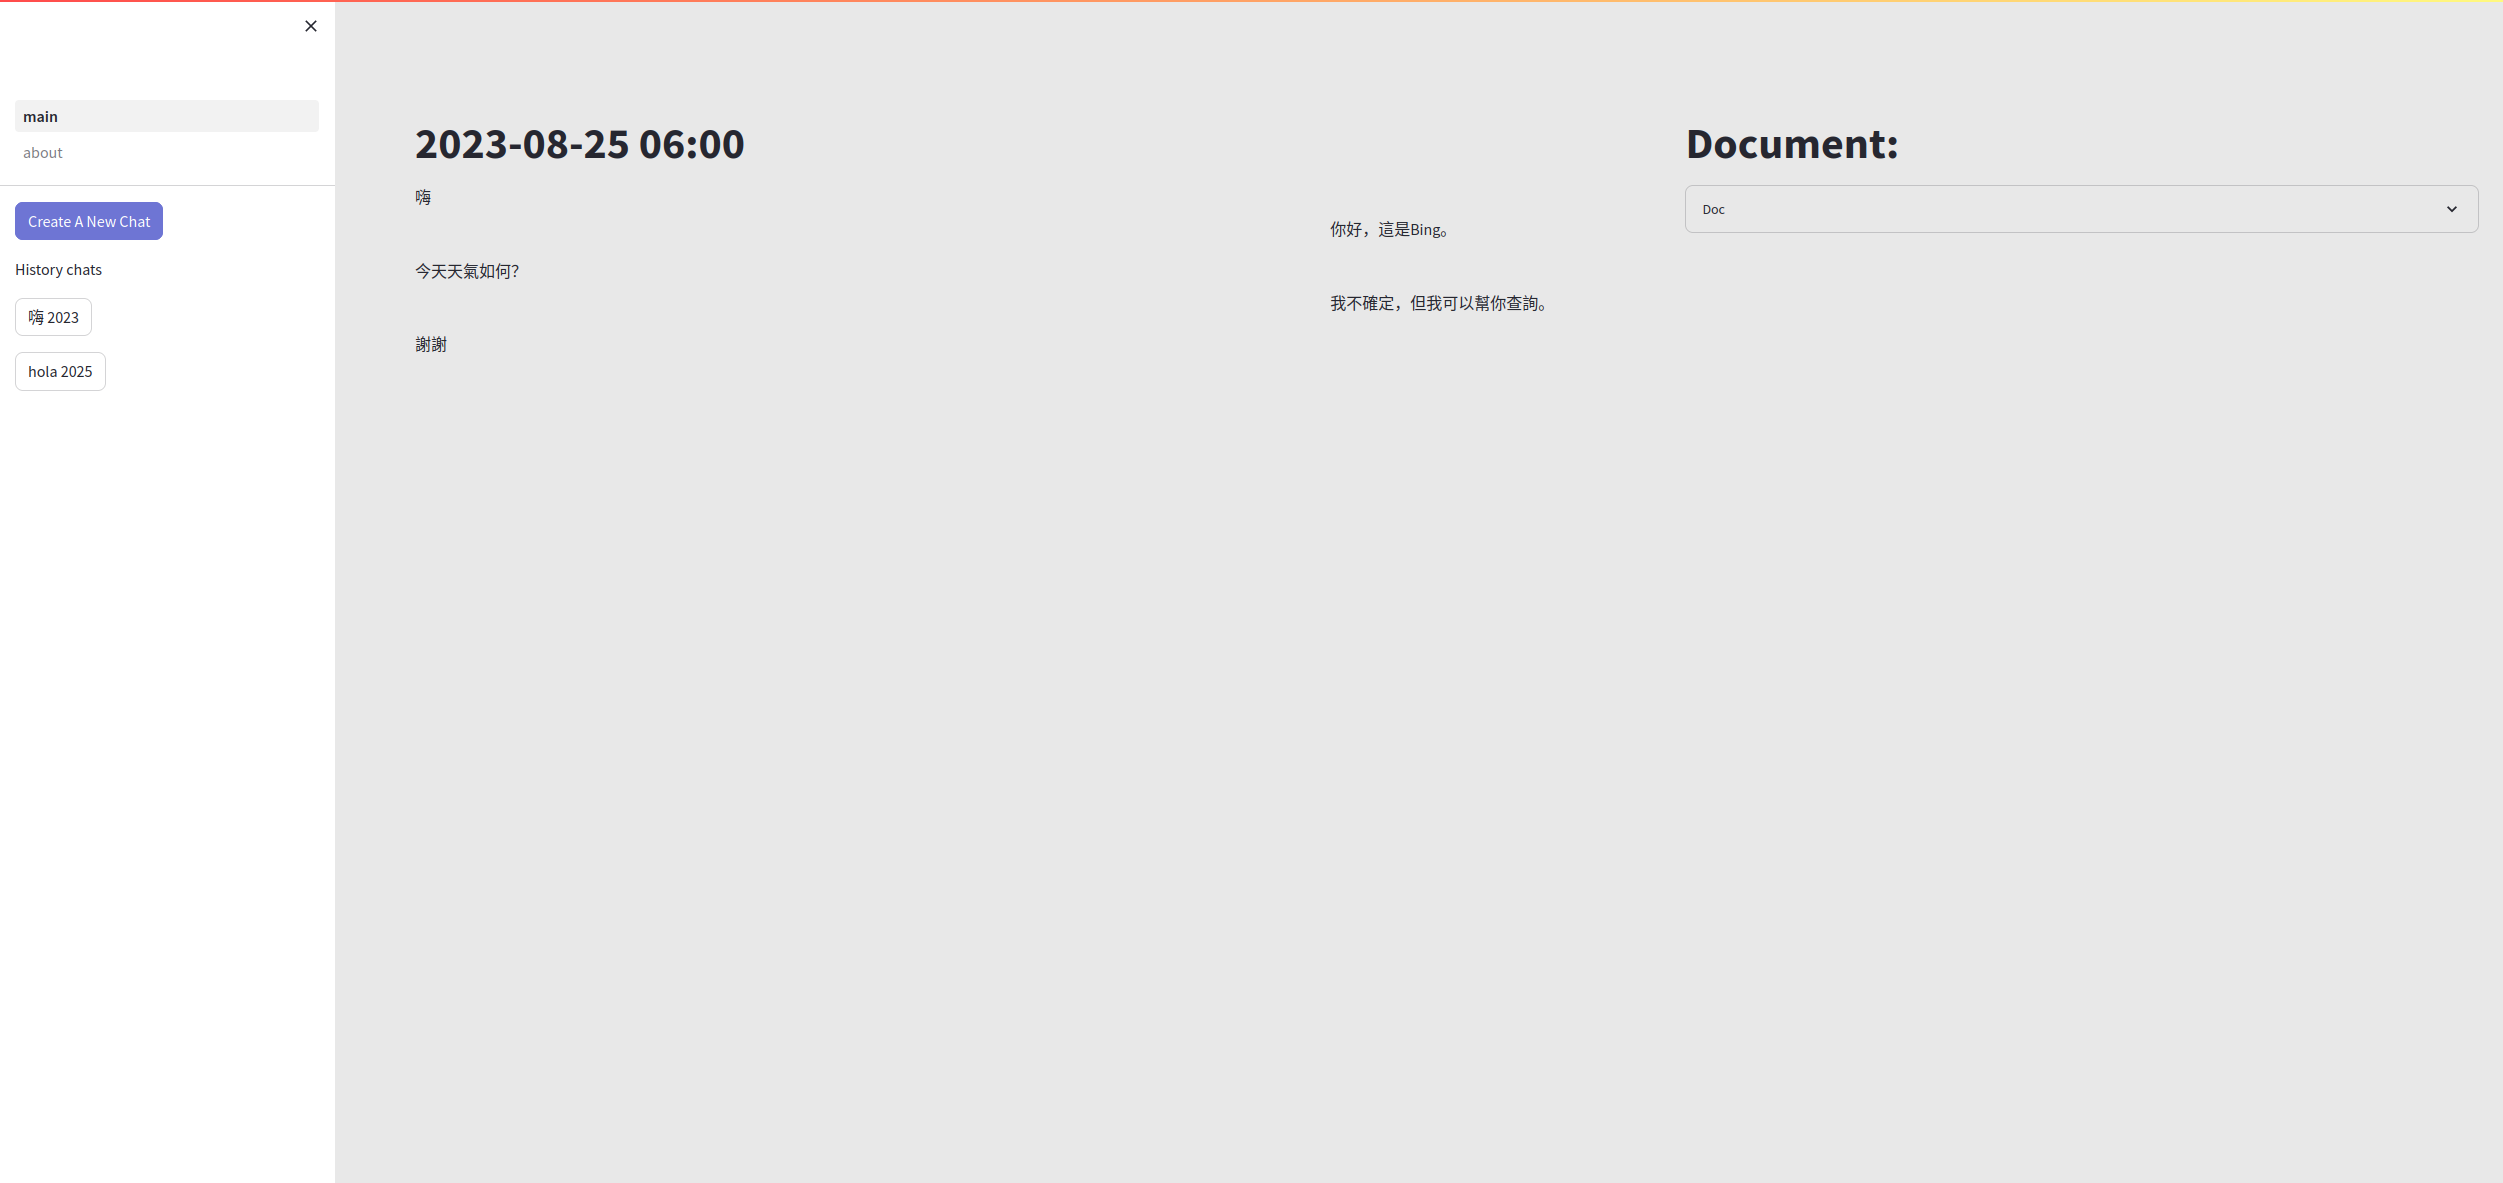 main
about
Create A New Chat
History chats
嗨 2023
hola 2025
2023-08-25 06:00
嗨
你好，這是Bing。
今天天氣如何？
我不確定，但我可以幫你查詢。
謝謝
Document:
Doc